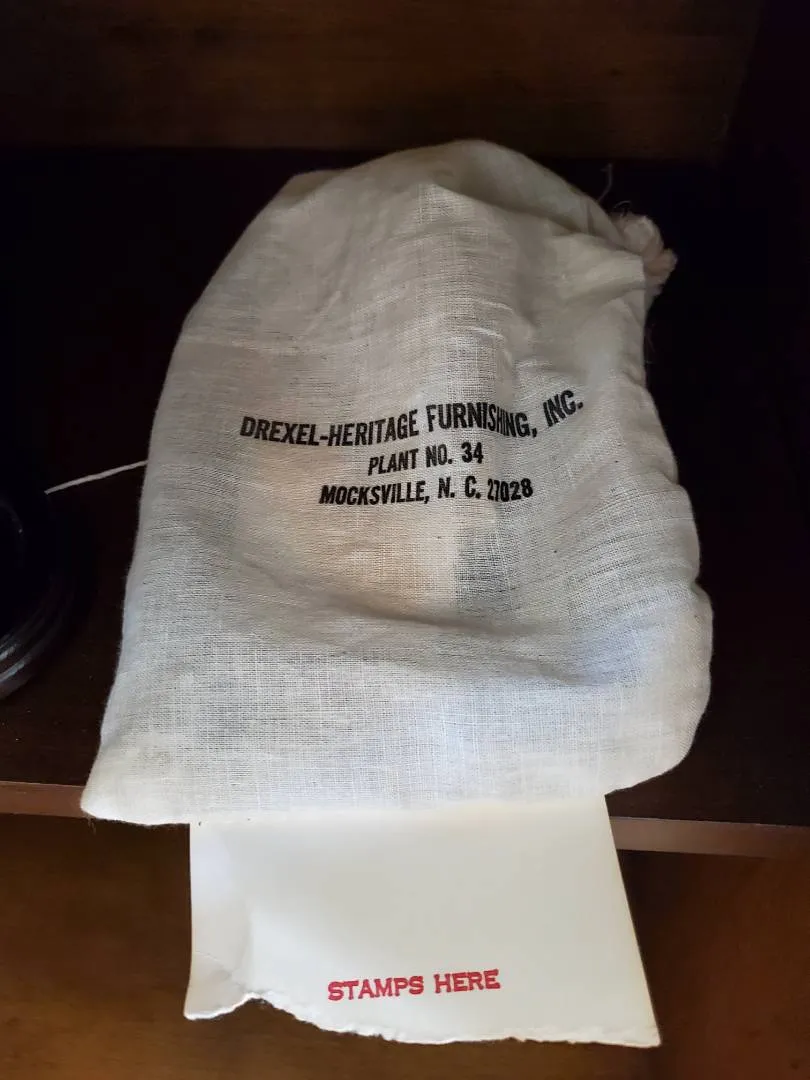 DREXEL-HERITAGE FURNISHING, INC.
PLANT NO. 34
MOCKSVILLE, N. C. 27028
STAMPS HERE